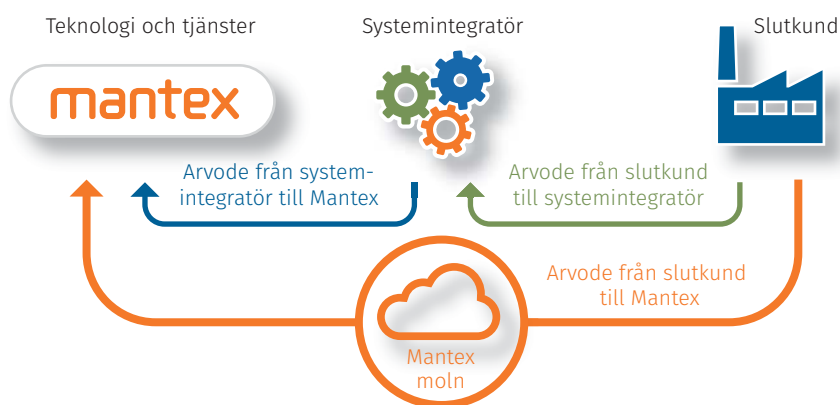 Teknologi och tjänster
Systemintegratör
Slutkund
mantex
Arvode från system-
integratör till Mantex
Arvode från slutkund
till systemintegratör
Arvode från slutkund
till Mantex
Mantex
moln